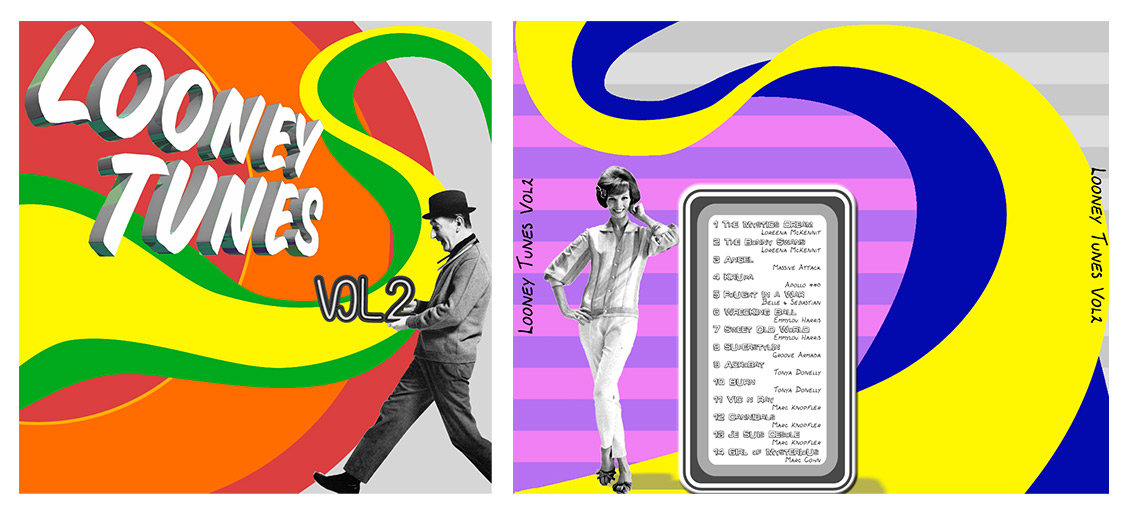 LOONEY
TUNES
VOL2
Looney Tunes Vol2
1 The Mystics Dream
Loreena McKennit
2 The Bonny Swans
Loreena McKennit
3 Angel
Massive Attack
4 Krupa
Apollo 440
5 Fought in a War
Belle & Sebastian
6 Wrecking Ball
Emmylou Harris
7 Sweet Old World
Emmylou Harris
8 Superstylin
Groove Armada
9 Acrobat
Tonya Donelly
10 Burn
Tonya Donelly
11 Vic n Ray
Marc Knopfler
12 Cannibals
Marc Knopfler
13 Je Suis Desole
Marc Knopfler
14 Girl of Mysterious
Marc Cohn
Looney Tunes Vol2